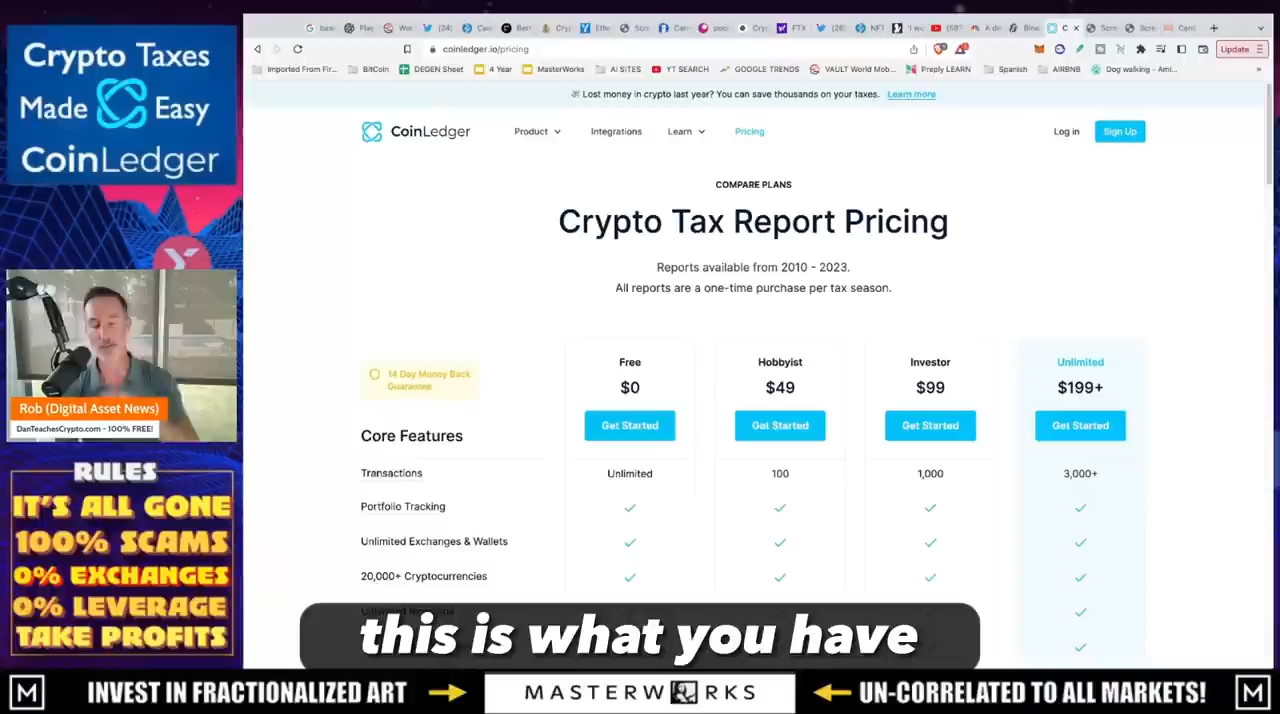 Crypto Taxes
Made Easy
CoinLedger
Rob (Digital Asset News)
DanTeachesCrypto.com - 100% FREE!
RULES
IT'S ALL GONE
100% SCAMS
0% EXCHANGES
0% LEVERAGE
TAKE PROFITS
coinledger.io/pricing
Update
Imported From Fir...
BitCoin
DEGEN Sheet
4 Year
MasterWorks
AI SITES
YT SEARCH
GOOGLE TRENDS
VAULT World Mob...
Preply LEARN
Spanish
AIRBNB
Dog walking - Ami...
Lost money in crypto last year? You can save thousands on your taxes. Learn more
CoinLedger
Product
Integrations
Learn
Pricing
Log in
Sign Up
COMPARE PLANS
Crypto Tax Report Pricing
Reports available from 2010 - 2023.
All reports are a one-time purchase per tax season.
14 Day Money Back
Guarantee
Free
Hobbyist
Investor
Unlimited
$0
$49
$99
$199+
Get Started
Get Started
Get Started
Get Started
Core Features
Transactions
Unlimited
100
1,000
3,000+
Portfolio Tracking
Unlimited Exchanges & Wallets
20,000+ Cryptocurrencies
this is what you have
INVEST IN FRACTIONALIZED ART
MASTERWORKS
UN-CORRELATED TO ALL MARKETS!